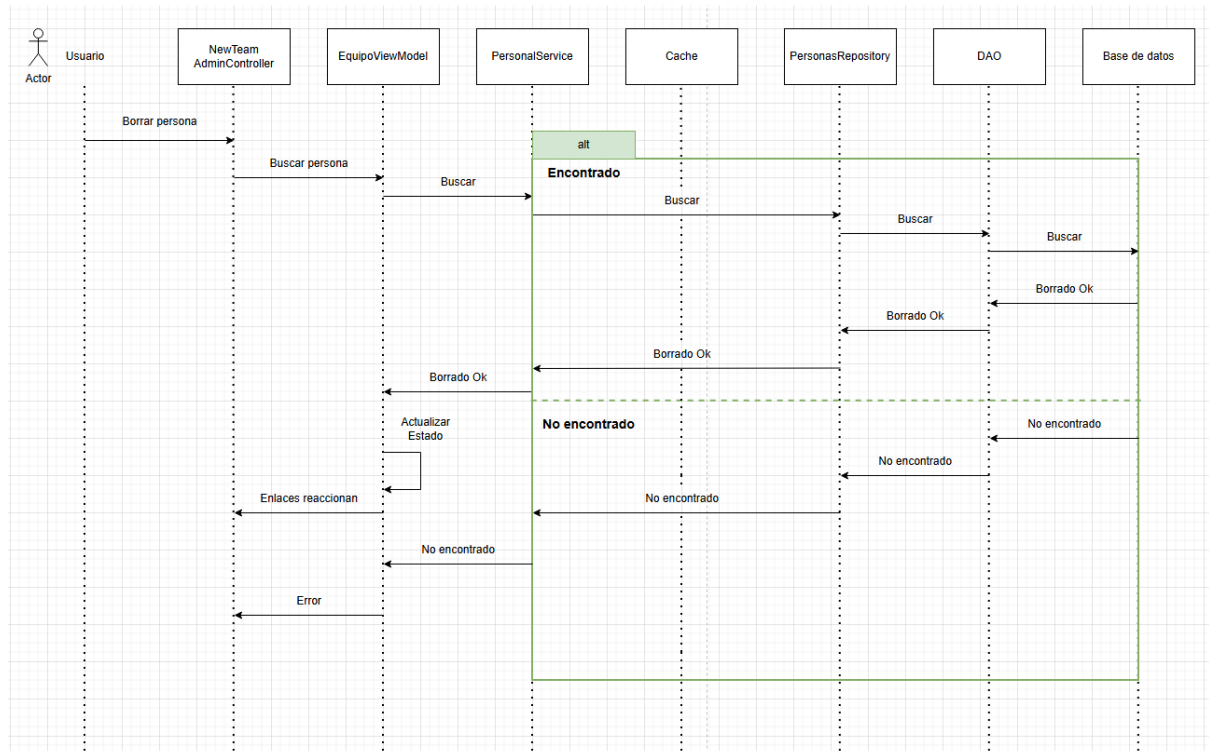 Actor
Usuario
NewTeam
AdminController
EquipoViewModel
PersonalService
Cache
PersonasRepository
DAO
Base de datos
Borrar persona
alt
Buscar persona
Encontrado
Buscar
Buscar
Buscar
Buscar
Borrado Ok
Borrado Ok
Borrado Ok
Borrado Ok
Actualizar
Estado
No encontrado
No encontrado
No encontrado
Enlaces reaccionan
No encontrado
No encontrado
Error